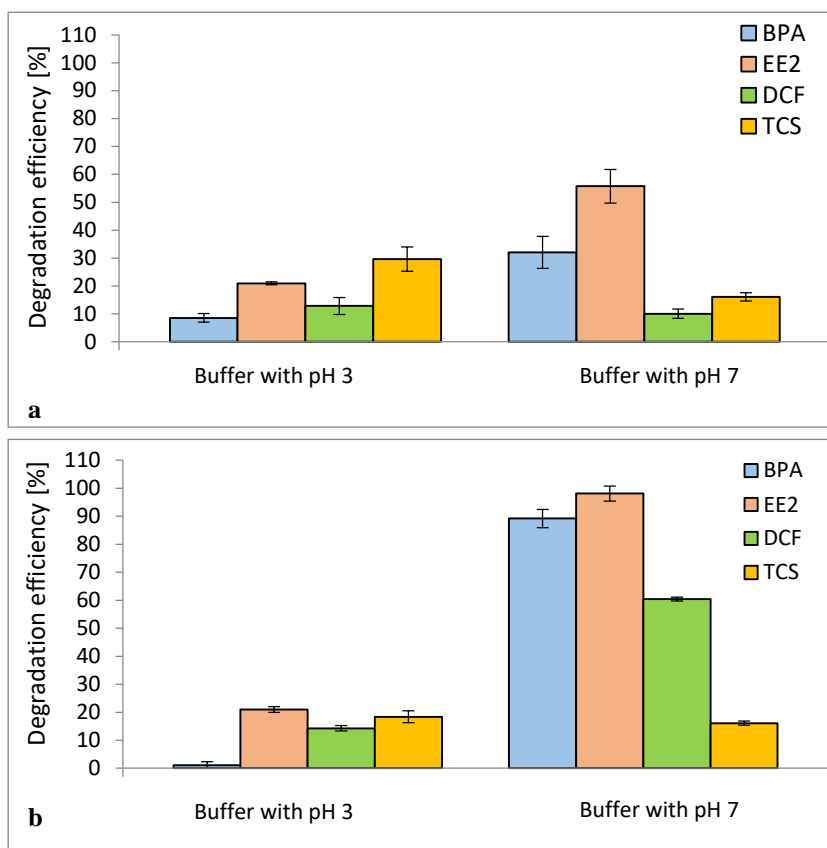 Degradation efficiency [%]
110
100
90
80
70
60
50
40
30
20
10
0
BPA
EE2
DCF
TCS
Buffer with pH 3
Buffer with pH 7
a
Degradation efficiency [%]
110
100
90
80
70
60
50
40
30
20
10
0
BPA
EE2
DCF
TCS
Buffer with pH 3
Buffer with pH 7
b